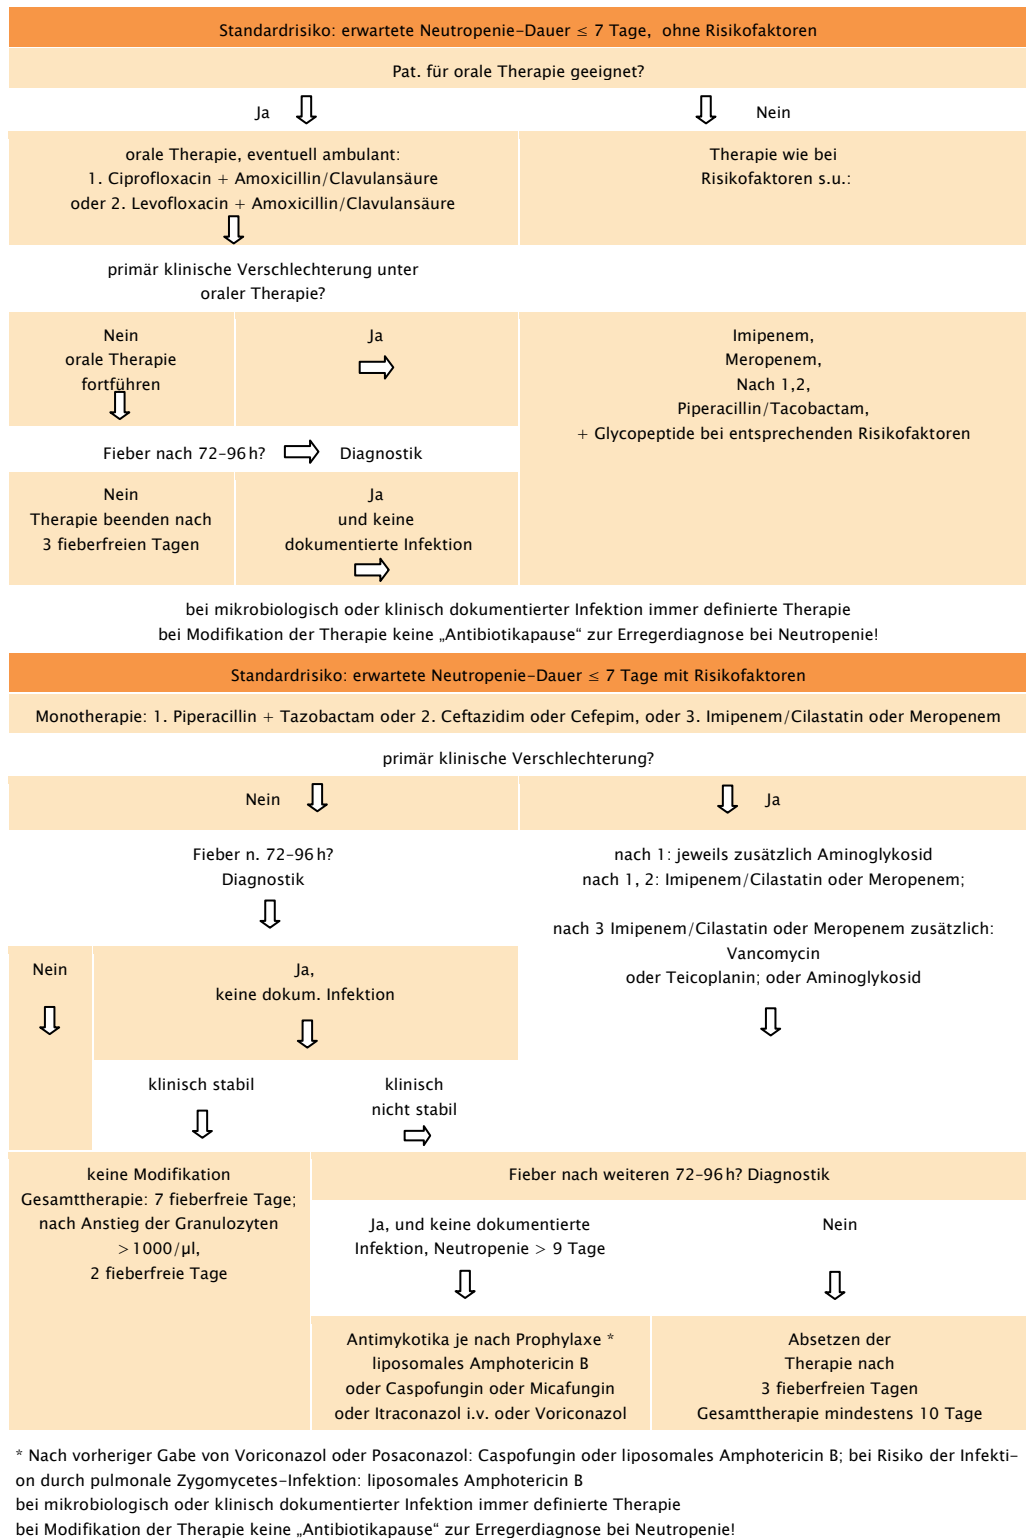 Standardrisiko: erwartete Neutropenie-Dauer ≤ 7 Tage, ohne Risikofaktoren
Pat. für orale Therapie geeignet?
Ja
Nein
orale Therapie, eventuell ambulant:
1. Ciprofloxacin + Amoxicillin/Clavulansäure
oder 2. Levofloxacin + Amoxicillin/Clavulansäure
Therapie wie bei
Risikofaktoren s.u.:
primär klinische Verschlechterung unter
oraler Therapie?
Nein
orale Therapie
fortführen
Ja
Imipenem,
Meropenem,
Nach 1,2,
Piperacillin/Tacobactam,
+ Glycopeptide bei entsprechenden Risikofaktoren
Fieber nach 72–96 h?
Diagnostik
Nein
Therapie beenden nach
3 fieberfreien Tagen
Ja
und keine
dokumentierte Infektion
bei mikrobiologisch oder klinisch dokumentierter Infektion immer definierte Therapie
bei Modifikation der Therapie keine „Antibiotikapause“ zur Erregerdiagnose bei Neutropenie!
Standardrisiko: erwartete Neutropenie-Dauer ≤ 7 Tage mit Risikofaktoren
Monotherapie: 1. Piperacillin + Tazobactam oder 2. Ceftazidim oder Cefepim, oder 3. Imipenem/Cilastatin oder Meropenem
primär klinische Verschlechterung?
Nein
Ja
Fieber n. 72–96 h?
Diagnostik
nach 1: jeweils zusätzlich Aminoglykosid
nach 1, 2: Imipenem/Cilastatin oder Meropenem;
nach 3 Imipenem/Cilastatin oder Meropenem zusätzlich:
Vancomycin
oder Teicoplanin; oder Aminoglykosid
Nein
Ja,
keine dokum. Infektion
klinisch stabil
klinisch
nicht stabil
keine Modifikation
Gesamttherapie: 7 fieberfreie Tage;
nach Anstieg der Granulozyten
> 1000/µl,
2 fieberfreie Tage
Fieber nach weiteren 72–96 h? Diagnostik
Ja, und keine dokumentierte
Infektion, Neutropenie > 9 Tage
Nein
Antimykotika je nach Prophylaxe *
liposomales Amphotericin B
oder Caspofungin oder Micafungin
oder Itraconazol i.v. oder Voriconazol
Absetzen der
Therapie nach
3 fieberfreien Tagen
Gesamttherapie mindestens 10 Tage
* Nach vorheriger Gabe von Voriconazol oder Posaconazol: Caspofungin oder liposomales Amphotericin B; bei Risiko der Infekti-
on durch pulmonale Zygomycetes-Infektion: liposomales Amphotericin B
bei mikrobiologisch oder klinisch dokumentierter Infektion immer definierte Therapie
bei Modifikation der Therapie keine „Antibiotikapause“ zur Erregerdiagnose bei Neutropenie!